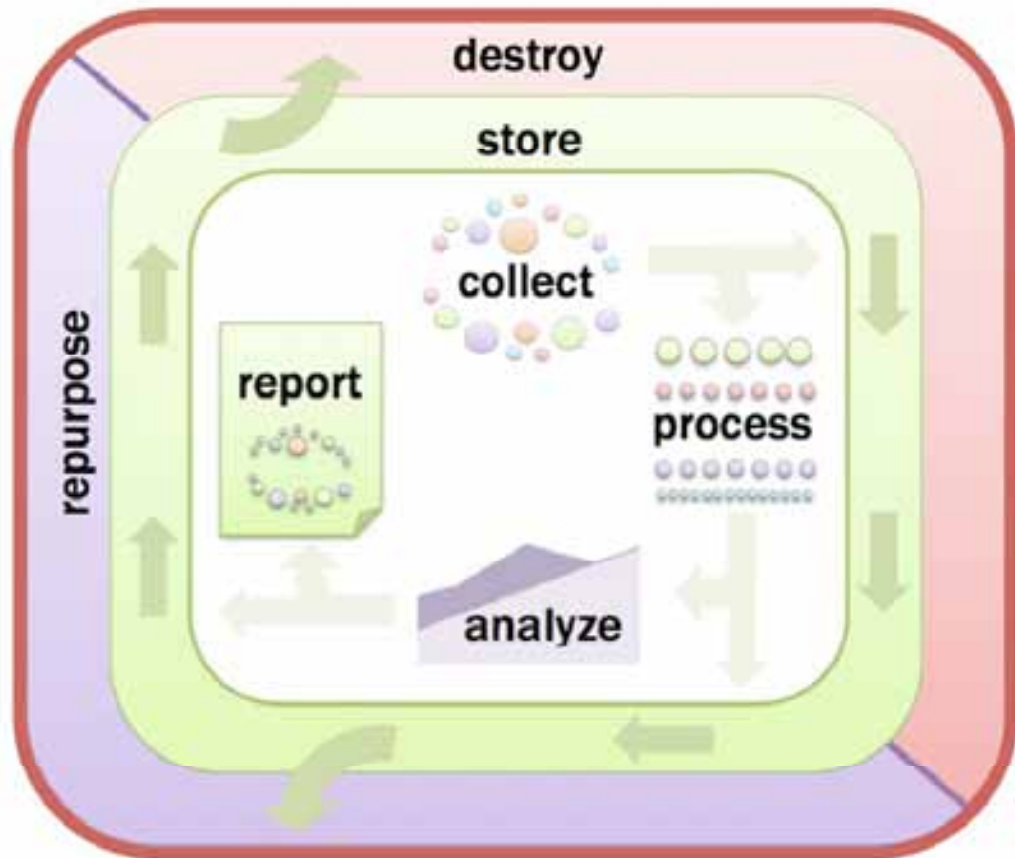 destroy
store
collect
process
report
repurpose
analyze